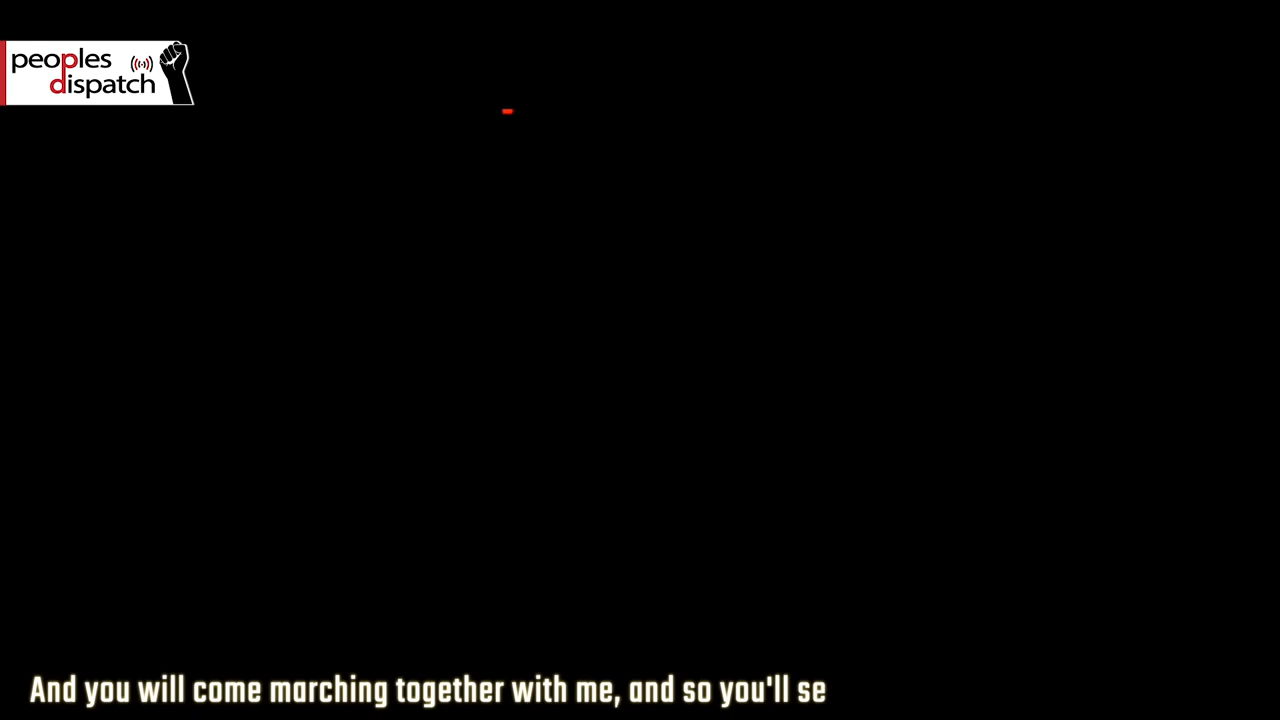 peoples
dispatch
And you will come marching together with me, and so you'll se